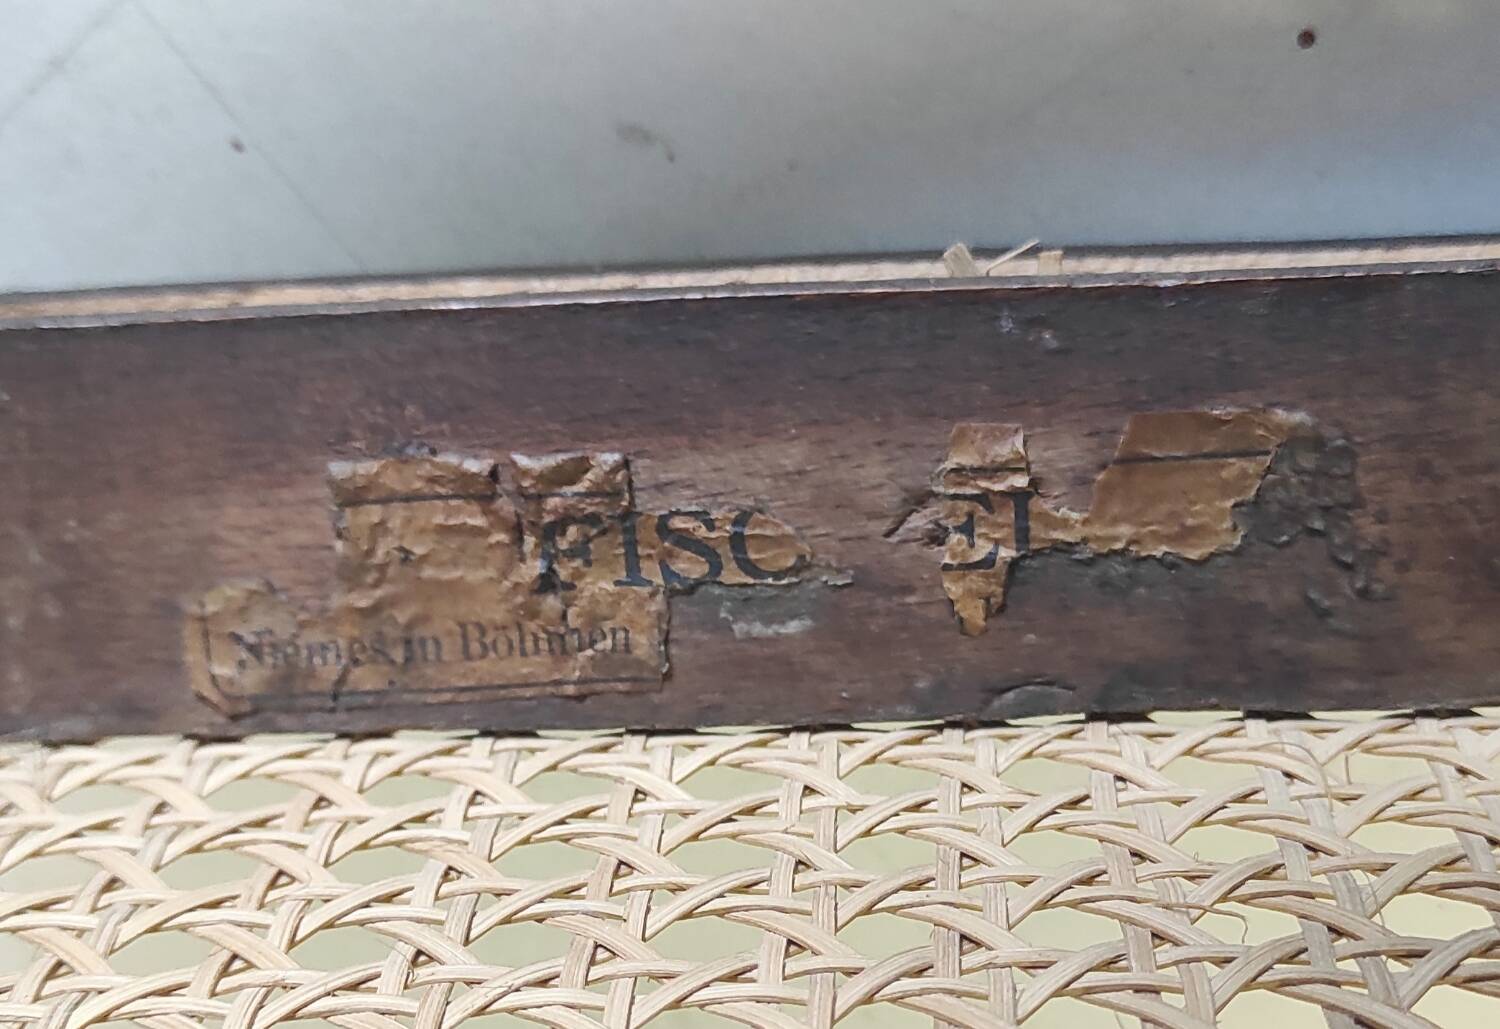 FISC EL
Niemes in Böhmen